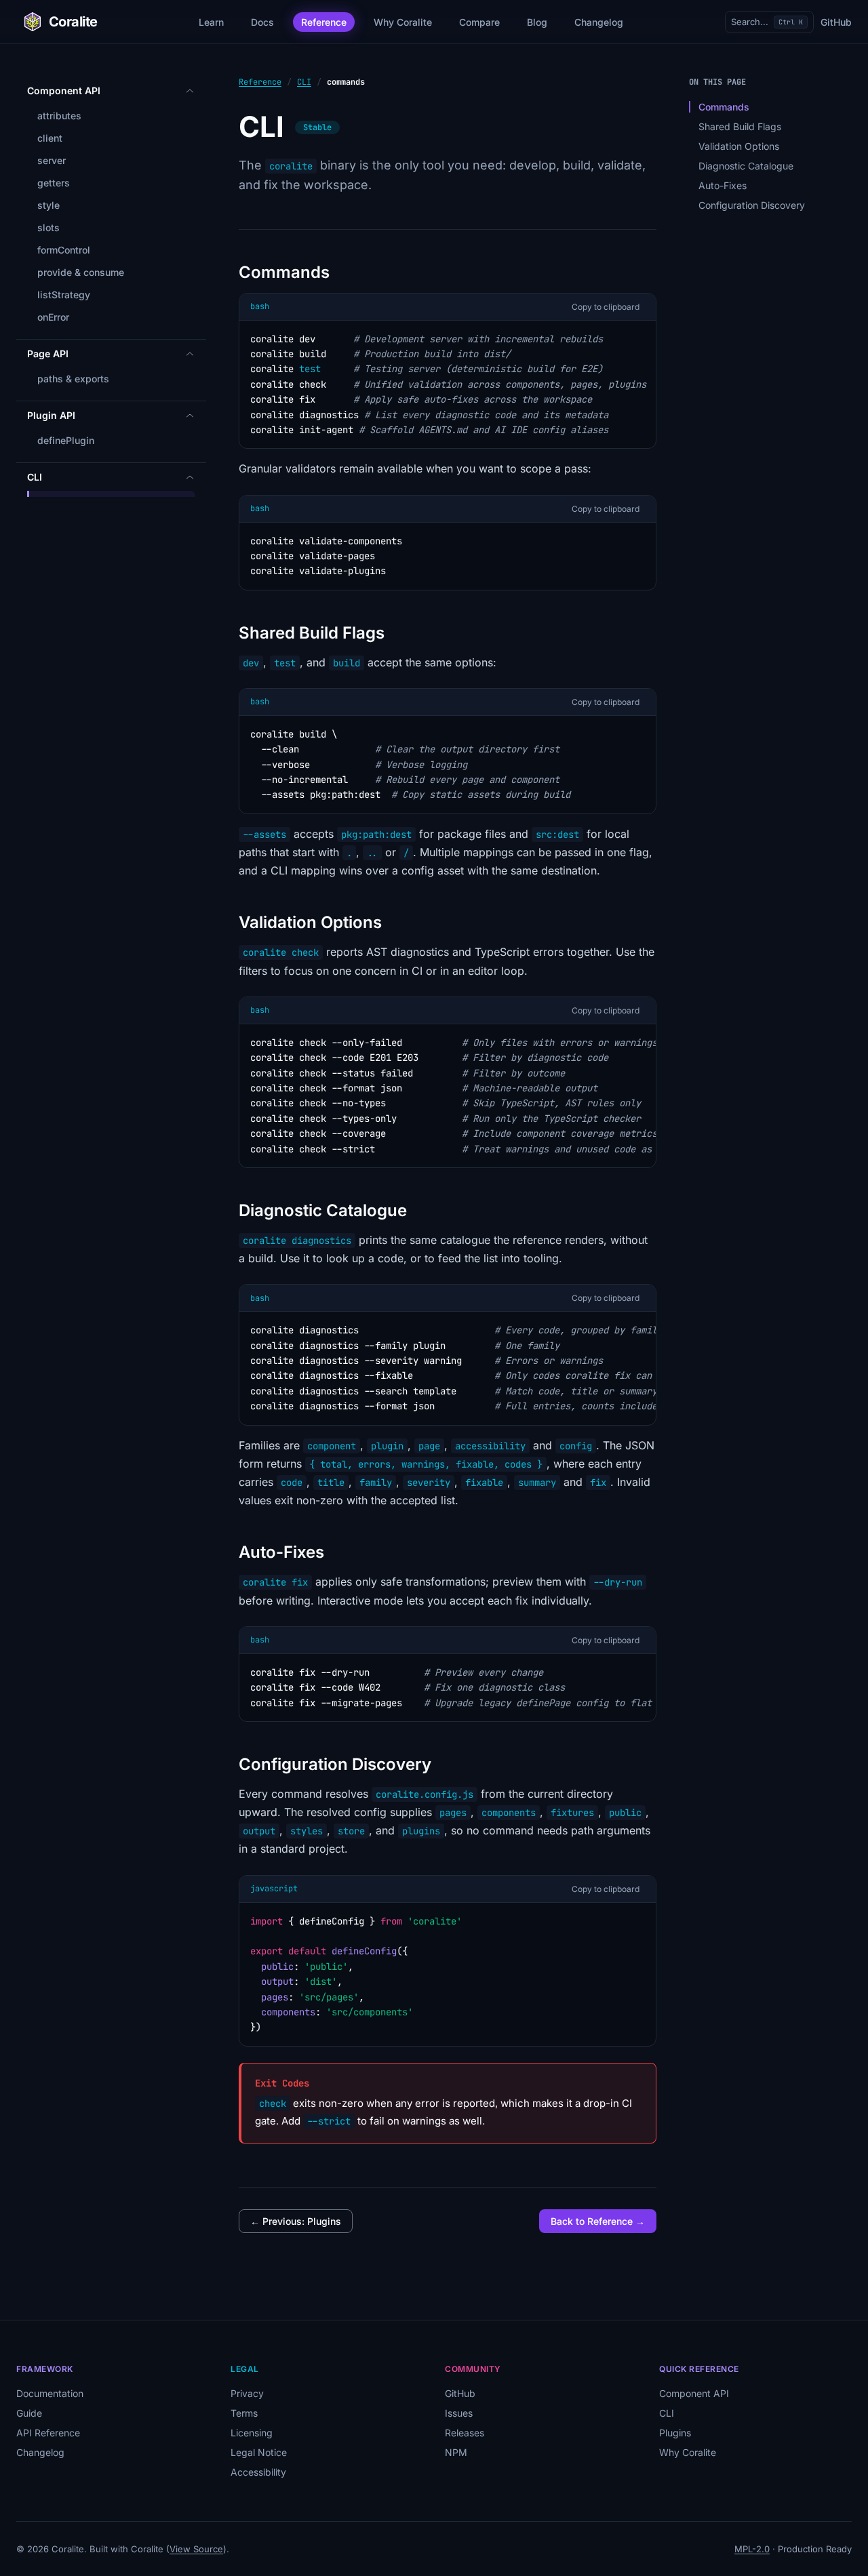 Coralite
Learn Docs Reference Why Coralite Compare Blog Changelog
Search... Ctrl K GitHub
Component API
attributes
client
server
getters
style
slots
formControl
provide & consume
listStrategy
onError
Page API
paths & exports
Plugin API
definePlugin
CLI
Reference / CLI / commands
CLI Stable
The coralite binary is the only tool you need: develop, build, validate,
and fix the workspace.
Commands
bash Copy to clipboard
coralite dev # Development server with incremental rebuilds
coralite build # Production build into dist/
coralite test # Testing server (deterministic build for E2E)
coralite check # Unified validation across components, pages, plugins
coralite fix # Apply safe auto-fixes across the workspace
coralite diagnostics # List every diagnostic code and its metadata
coralite init-agent # Scaffold AGENTS.md and AI IDE config aliases
Granular validators remain available when you want to scope a pass:
bash Copy to clipboard
coralite validate-components
coralite validate-pages
coralite validate-plugins
Shared Build Flags
dev, test, and build accept the same options:
bash Copy to clipboard
coralite build \
--clean # Clear the output directory first
--verbose # Verbose logging
--no-incremental # Rebuild every page and component
--assets pkg:path:dest # Copy static assets during build
--assets accepts pkg:path:dest for package files and src:dest for local
paths that start with ., .. or /. Multiple mappings can be passed in one flag,
and a CLI mapping wins over a config asset with the same destination.
Validation Options
coralite check reports AST diagnostics and TypeScript errors together. Use the
filters to focus on one concern in CI or in an editor loop.
bash Copy to clipboard
coralite check --only-failed # Only files with errors or warnings
coralite check --code E201 E203 # Filter by diagnostic code
coralite check --status failed # Filter by outcome
coralite check --format json # Machine-readable output
coralite check --no-types # Skip TypeScript, AST rules only
coralite check --types-only # Run only the TypeScript checker
coralite check --coverage # Include component coverage metrics
coralite check --strict # Treat warnings and unused code as
Diagnostic Catalogue
coralite diagnostics prints the same catalogue the reference renders, without
a build. Use it to look up a code, or to feed the list into tooling.
bash Copy to clipboard
coralite diagnostics # Every code, grouped by famil
coralite diagnostics --family plugin # One family
coralite diagnostics --severity warning # Errors or warnings
coralite diagnostics --fixable # Only codes coralite fix can
coralite diagnostics --search template # Match code, title or summary
coralite diagnostics --format json # Full entries, counts include
Families are component, plugin, page, accessibility and config. The JSON
form returns { total, errors, warnings, fixable, codes }, where each entry
carries code, title, family, severity, fixable, summary and fix. Invalid
values exit non-zero with the accepted list.
Auto-Fixes
coralite fix applies only safe transformations; preview them with --dry-run
before writing. Interactive mode lets you accept each fix individually.
bash Copy to clipboard
coralite fix --dry-run # Preview every change
coralite fix --code W402 # Fix one diagnostic class
coralite fix --migrate-pages # Upgrade legacy definePage config to flat
Configuration Discovery
Every command resolves coralite.config.js from the current directory
upward. The resolved config supplies pages, components, fixtures, public,
output, styles, store, and plugins, so no command needs path arguments
in a standard project.
javascript Copy to clipboard
import { defineConfig } from 'coralite'
export default defineConfig({
public: 'public',
output: 'dist',
pages: 'src/pages',
components: 'src/components'
})
Exit Codes
check exits non-zero when any error is reported, which makes it a drop-in CI
gate. Add --strict to fail on warnings as well.
← Previous: Plugins
Back to Reference →
ON THIS PAGE
Commands
Shared Build Flags
Validation Options
Diagnostic Catalogue
Auto-Fixes
Configuration Discovery
FRAMEWORK
Documentation
Guide
API Reference
Changelog
LEGAL
Privacy
Terms
Licensing
Legal Notice
Accessibility
COMMUNITY
GitHub
Issues
Releases
NPM
QUICK REFERENCE
Component API
CLI
Plugins
Why Coralite
© 2026 Coralite. Built with Coralite (View Source).
MPL-2.0 · Production Ready